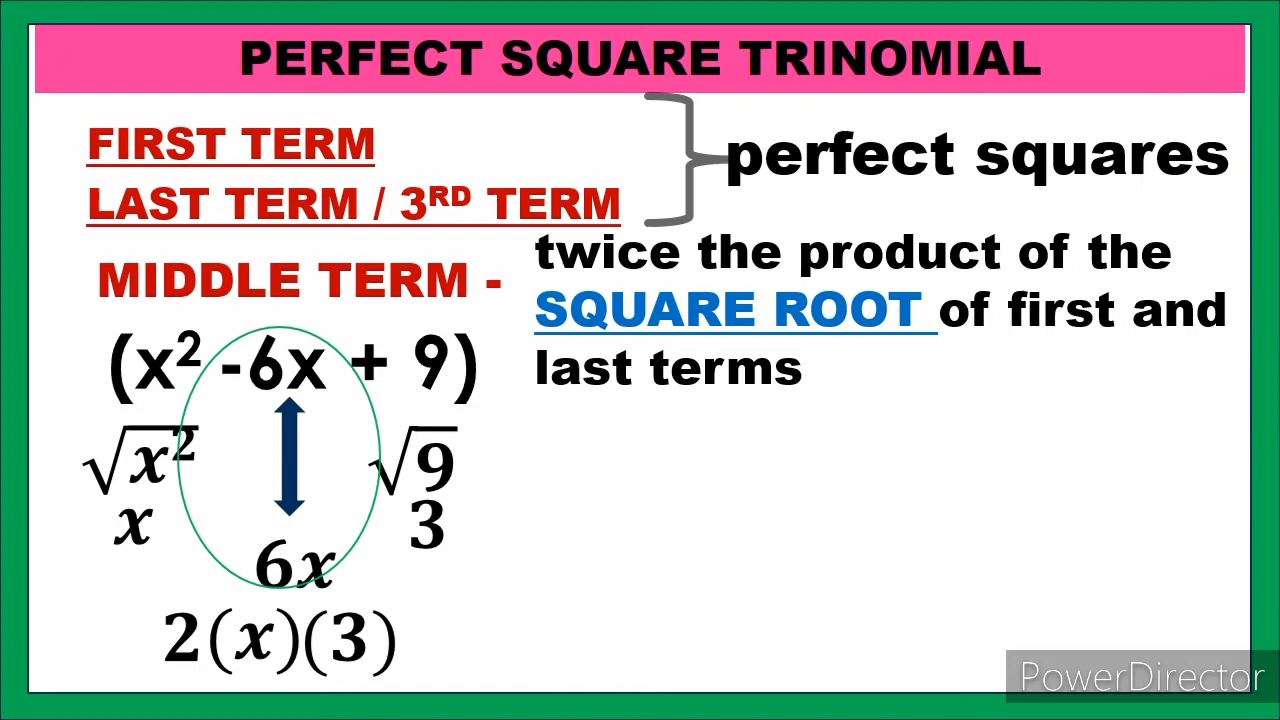 PERFECT SQUARE TRINOMIAL
FIRST TERM
LAST TERM / 3RD TERM
perfect squares
MIDDLE TERM -
twice the product of the
SQUARE ROOT of first and
last terms
(x² -6x + 9)
√x² √9
x 3
6x
2(x)(3)
PowerDirector